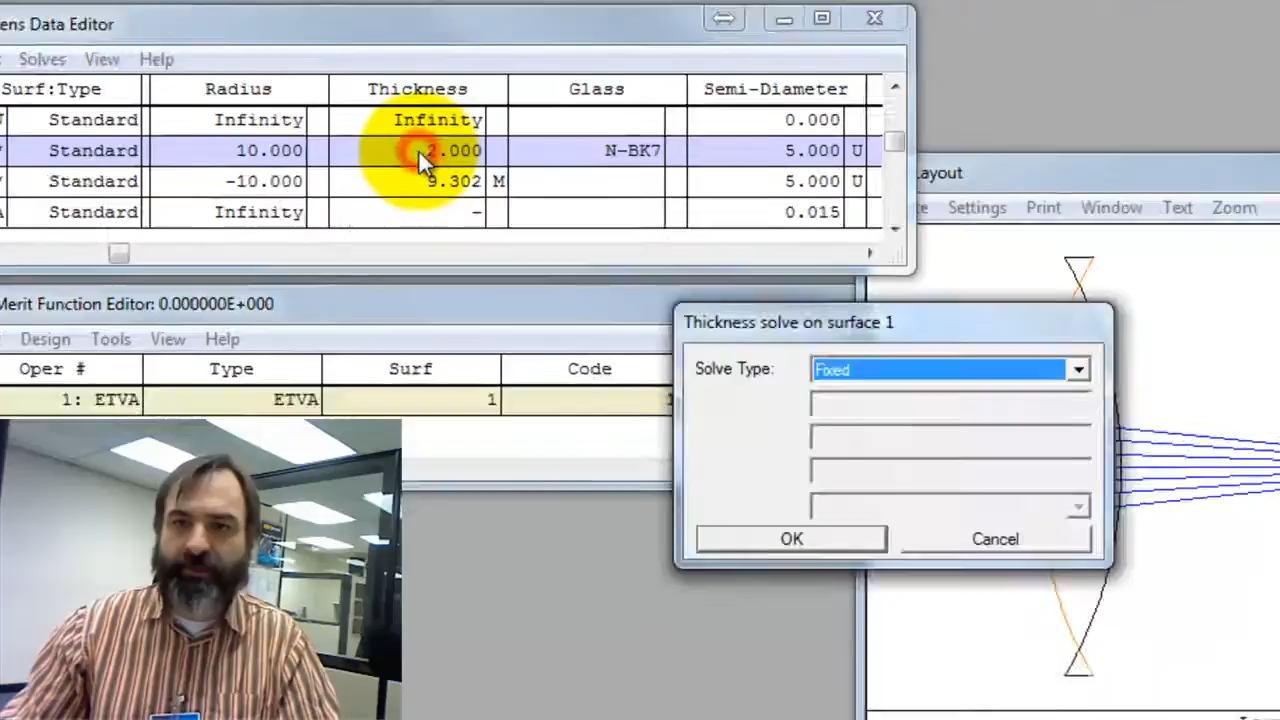 ens Data Editor
Solves View Help
Surf:Type Radius Thickness Glass Semi-Diameter
Standard Infinity Infinity 0.000
Standard 10.000 2.000 N-BK7 5.000 U
Standard -10.000 9.302 M 5.000 U
Standard Infinity - 0.015
ayout
Settings Print Window Text Zoom
Merit Function Editor: 0.000000E+000
Design Tools View Help
Oper # Type Surf Code
1: ETVA ETVA 1 1
Thickness solve on surface 1
Solve Type: Fixed
OK Cancel